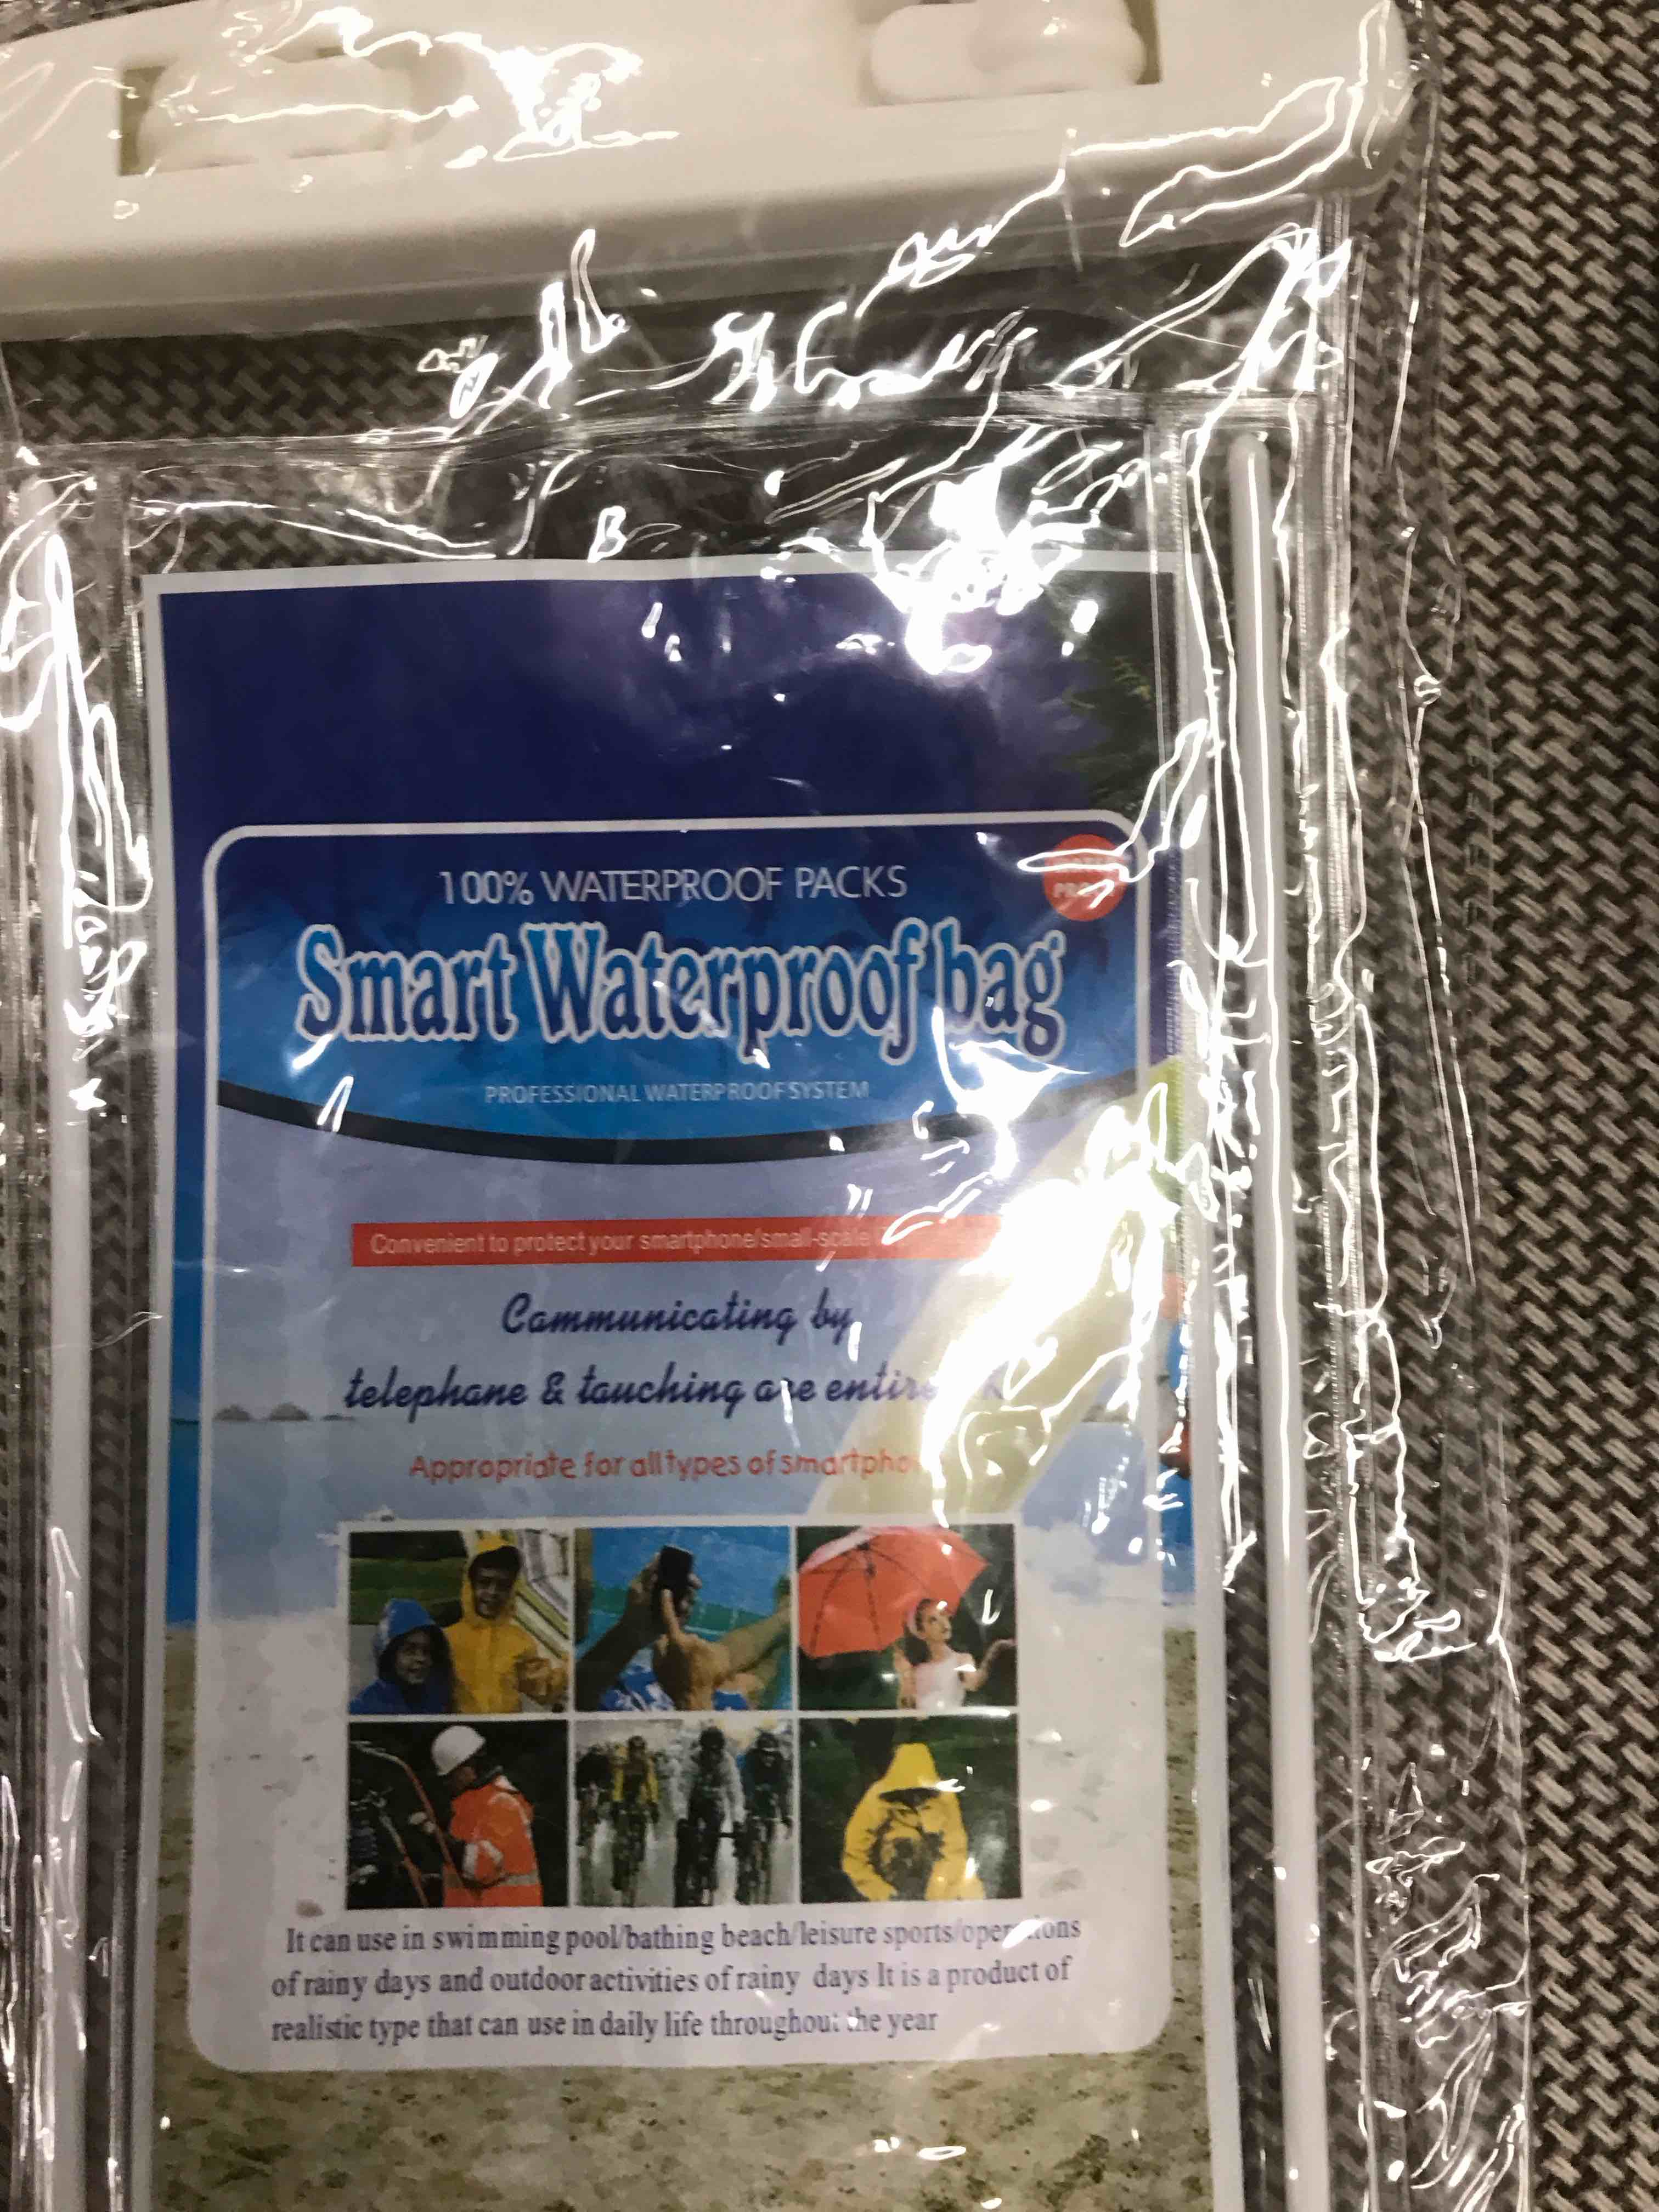 100% WATERPROOF PACKS
PROOF
Smart Waterproof bag
PROFESSIONAL WATERPROOF SYSTEM
Convenient to protect your smartphone/small-scale
Cammunicating by
telephane & tauching are
Appropriate for all types of
It can use in swimming pool/bathing beach/leisure sports/operations
of rainy days and outdoor activities of rainy days It is a product of
realistic type that can use in daily life throughout the year